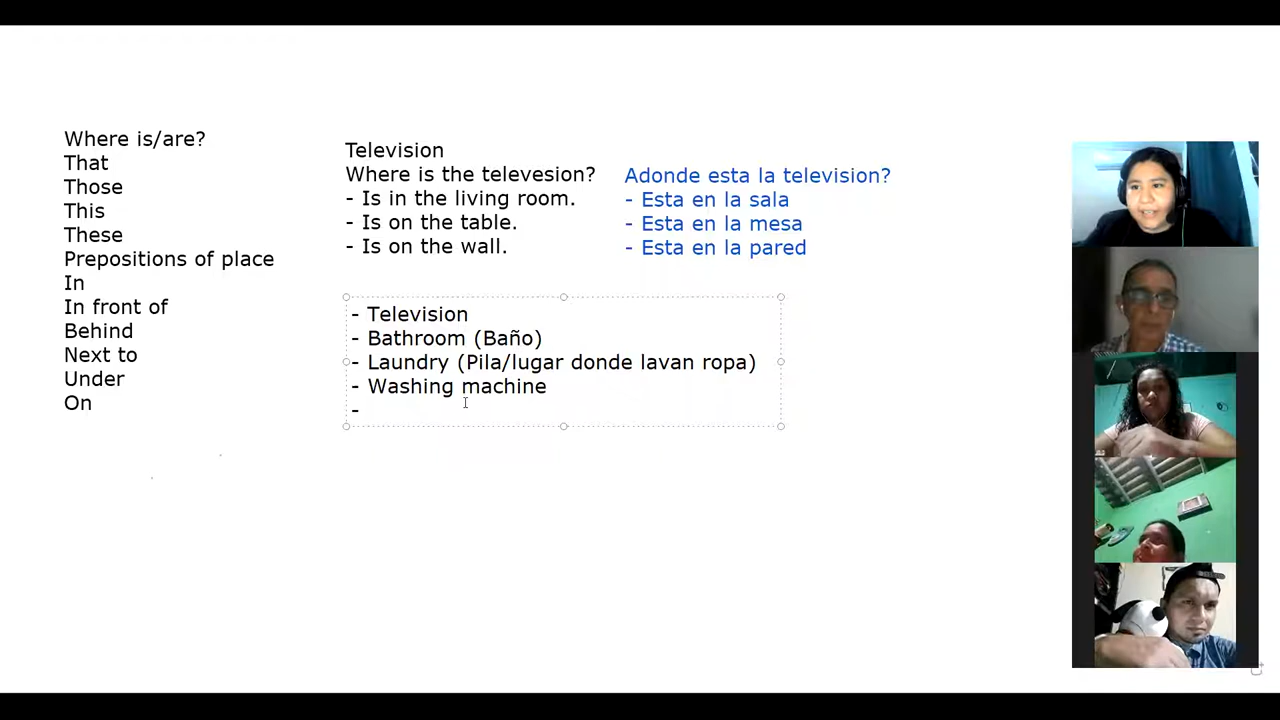 Where is/are?
That
Those
This
These
Prepositions of place
In
In front of
Behind
Next to
Under
On
Television
Where is the televesion?
- Is in the living room.
- Is on the table.
- Is on the wall.
Adonde esta la television?
- Esta en la sala
- Esta en la mesa
- Esta en la pared
- Television
- Bathroom (Baño)
- Laundry (Pila/lugar donde lavan ropa)
- Washing machine
-